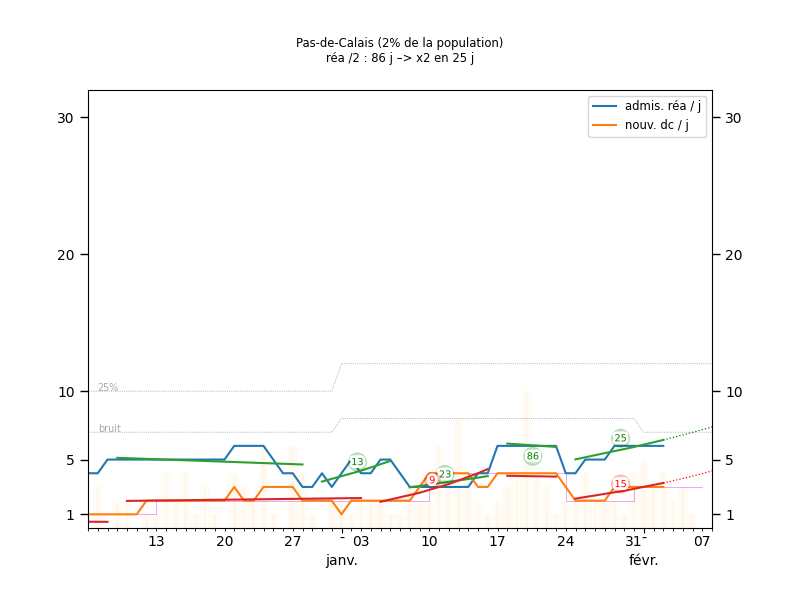 Pas-de-Calais (2% de la population)
réa /2 : 86 j –> x2 en 25 j
admis. réa / j
nouv. dc / j
30 30
20 20
10 10
5 5
1 1
25%
bruit
13 23 9 86 25 15
13 20 27 - 03 10 17 24 31 - 07
janv. févr.